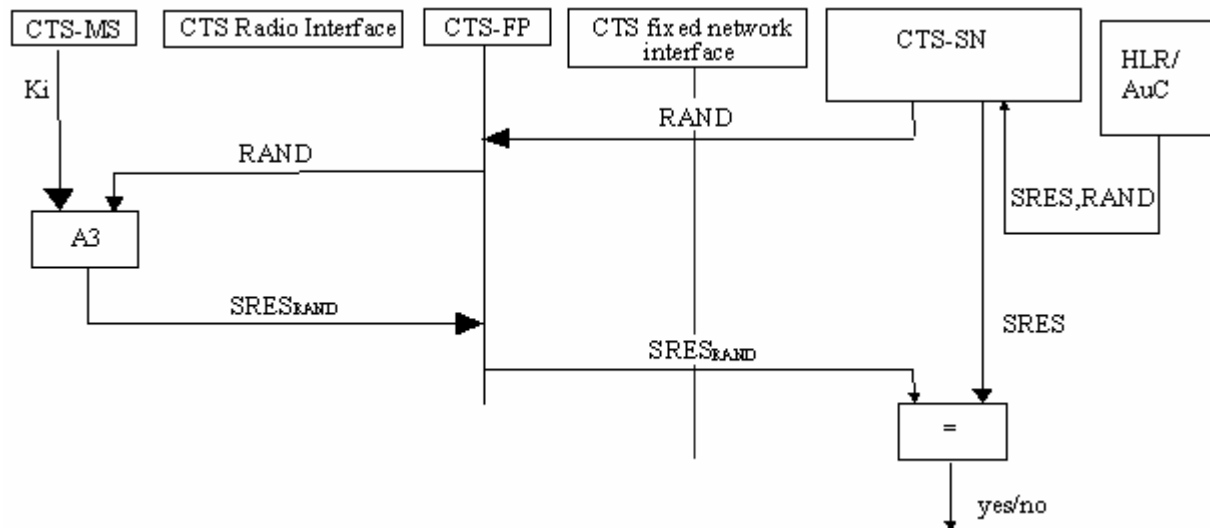 CTS-MS
CTS Radio Interface
CTS-FP
CTS fixed network
interface
CTS-SN
HLR/
AuC
Ki
RAND
RAND
SRES,RAND
A3
SRESRAND
SRES
SRESRAND
=
yes/no